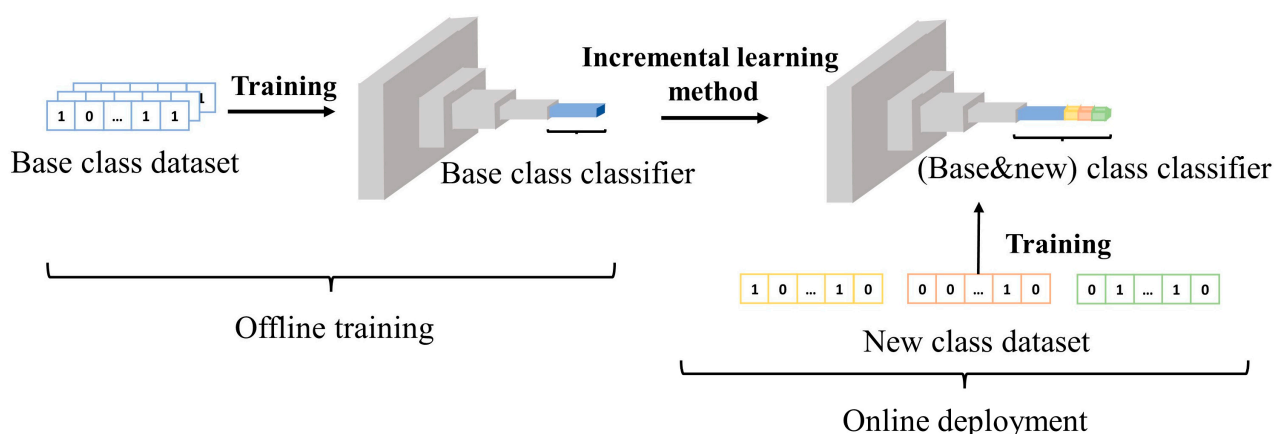 Training
1 0 ... 1 1
1
Base class dataset
Base class classifier
Incremental learning
method
(Base&new) class classifier
Training
1 0 ... 1 0
0 0 ... 1 0
0 1 ... 1 0
New class dataset
Offline training
Online deployment